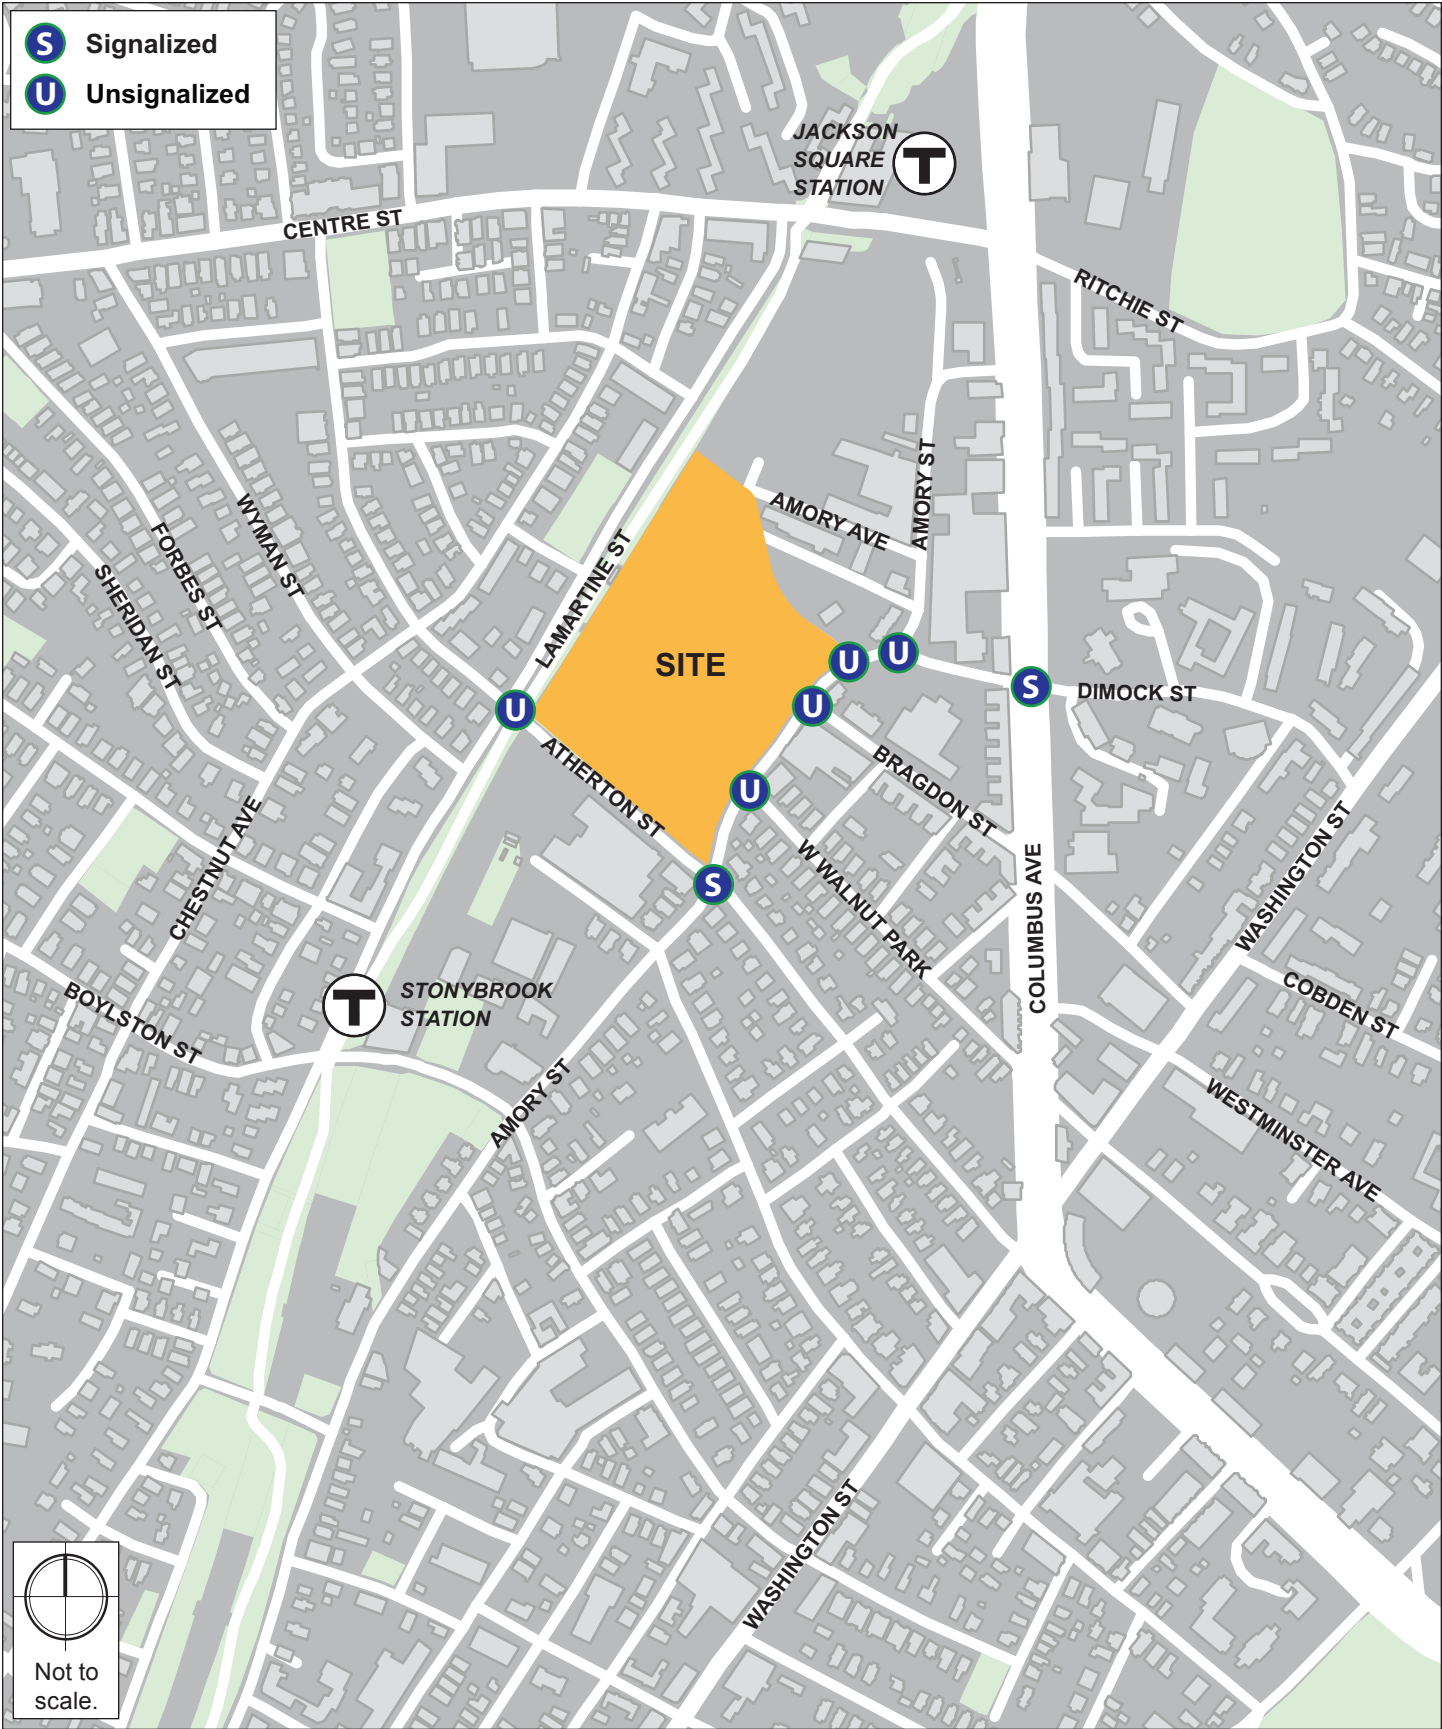 S Signalized
U Unsignalized
JACKSON
SQUARE
STATION
T
CENTRE ST
RITCHIE ST
AMORY ST
AMORY AVE
WYMAN ST
FORBES ST
SHERIDAN ST
LAMARTINE ST
SITE
U
U
S
DIMOCK ST
U
U
ATHERTON ST
BRAGDON ST
U
CHESTNUT AVE
W WALNUT PARK
COLUMBUS AVE
WASHINGTON ST
S
COBDEN ST
BOYLSTON ST
T
STONYBROOK
STATION
AMORY ST
WESTMINSTER AVE
WASHINGTON ST
Not to
scale.